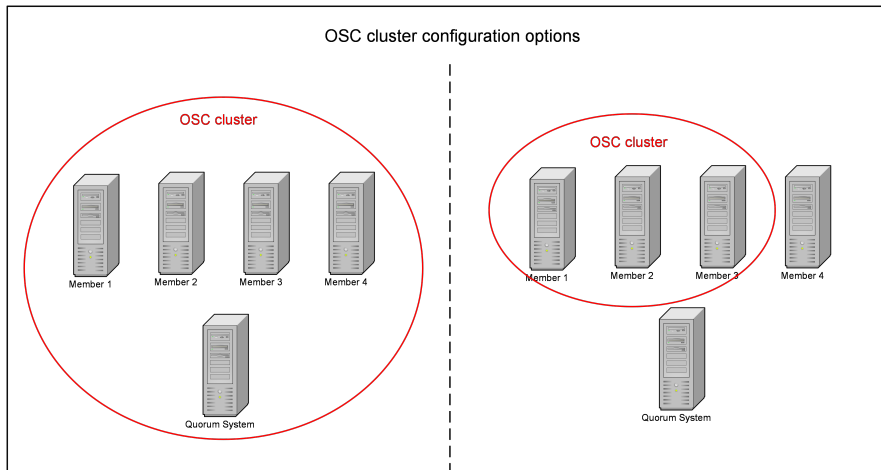 OSC cluster configuration options
OSC cluster
Member 1
Member 2
Member 3
Member 4
Quorum System
OSC cluster
Member 1
Member 2
Member 3
Member 4
Quorum System